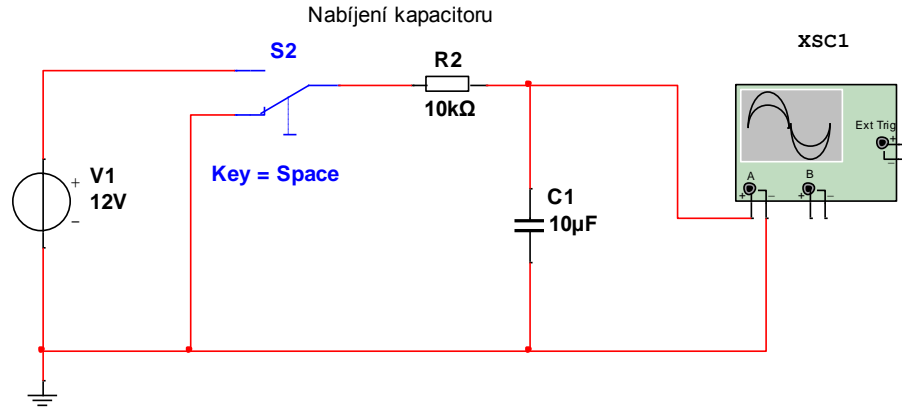 Nabíjení kapacitoru
XSC1
S2
R2
10kΩ
Ext Trig
+
−
V1
12V
+
−
Key = Space
A
B
+
−
+
−
C1
10µF